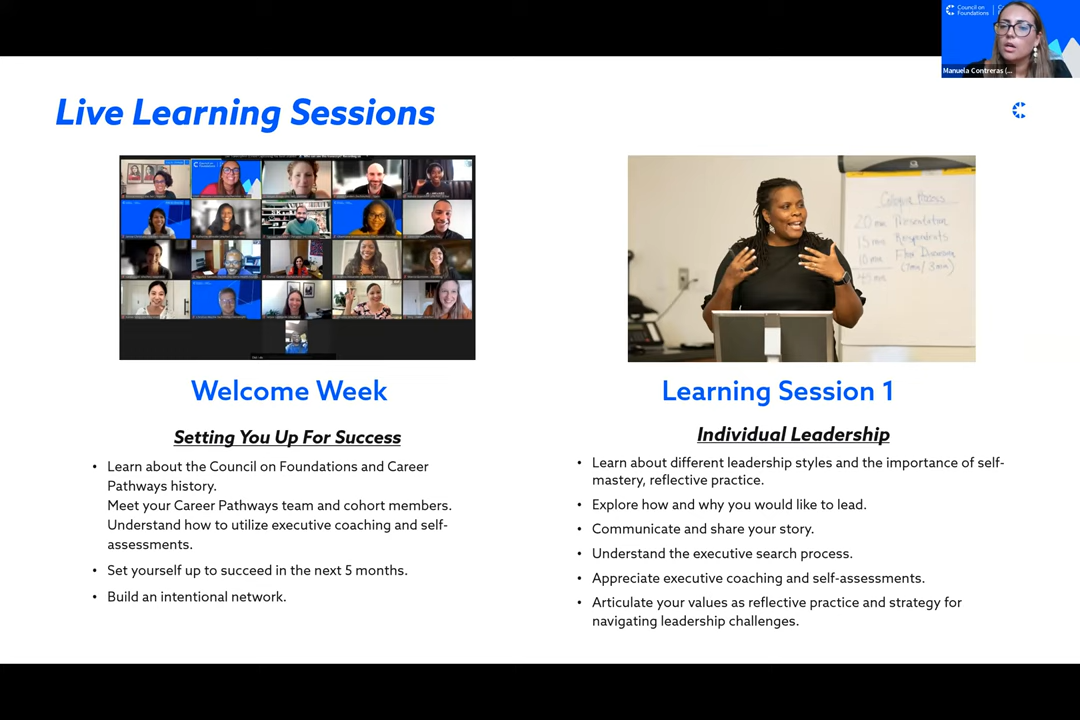 Council on
Foundations
Manuela Contreras (...
Live Learning Sessions
20 min Presentation
15 min Respondents
10 min
(7min/3min)
45 min
Welcome Week
Setting You Up For Success
• Learn about the Council on Foundations and Career
Pathways history.
Meet your Career Pathways team and cohort members.
Understand how to utilize executive coaching and self-
assessments.
• Set yourself up to succeed in the next 5 months.
• Build an intentional network.
Learning Session 1
Individual Leadership
• Learn about different leadership styles and the importance of self-
mastery, reflective practice.
• Explore how and why you would like to lead.
• Communicate and share your story.
• Understand the executive search process.
• Appreciate executive coaching and self-assessments.
• Articulate your values as reflective practice and strategy for
navigating leadership challenges.